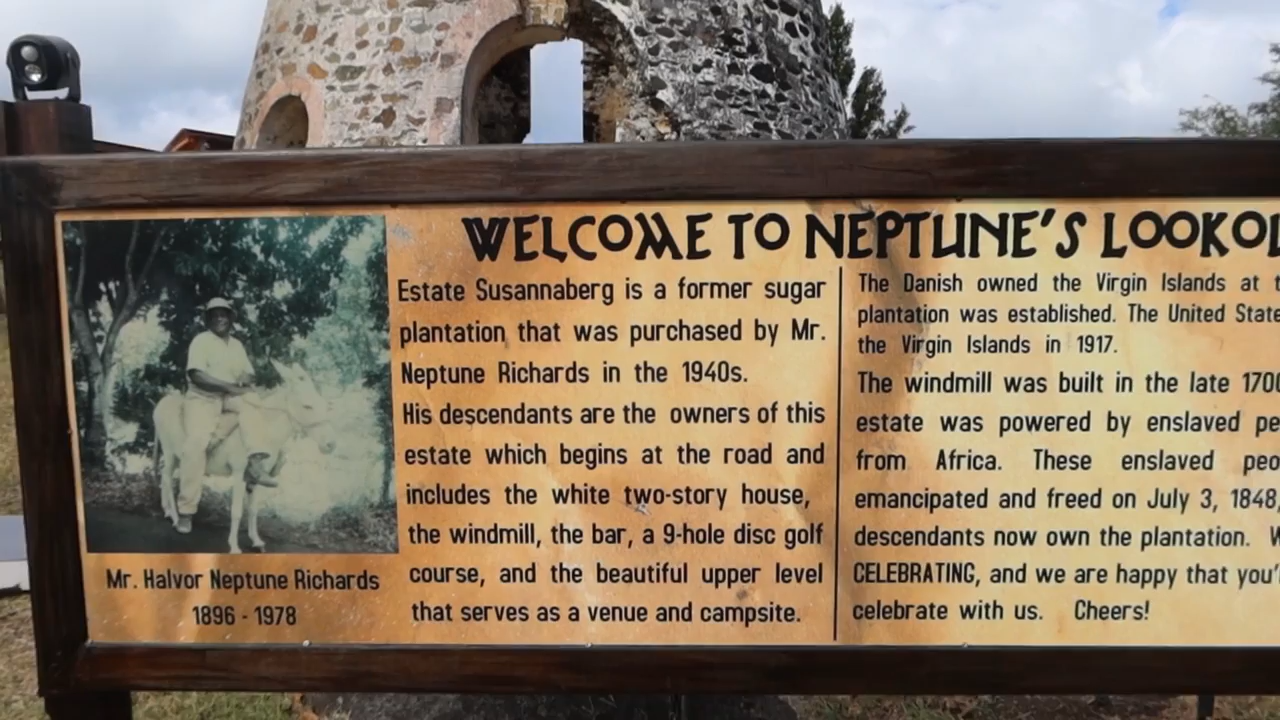 WELCOME TO NEPTUNE'S
Estate Susannaberg is a former sugar
plantation that was purchased by Mr.
Neptune Richards in the 1940s.
His descendants are the owners of this
estate which begins at the road and
includes the white two-story house,
the windmill, the bar, a 9-hole disc golf
course, and the beautiful upper level
that serves as a venue and campsite.
Mr. Halvor Neptune Richards
1896 - 1978
The Danish owned the Virgin Islands at
plantation was established. The United
the Virgin Islands in 1917.
The windmill was built in the late
estate was powered by enslaved
from Africa. These enslaved
emancipated and freed on July 3, 1848,
descendants now own the plantation.
CELEBRATING, and we are happy that
celebrate with us. Cheers!